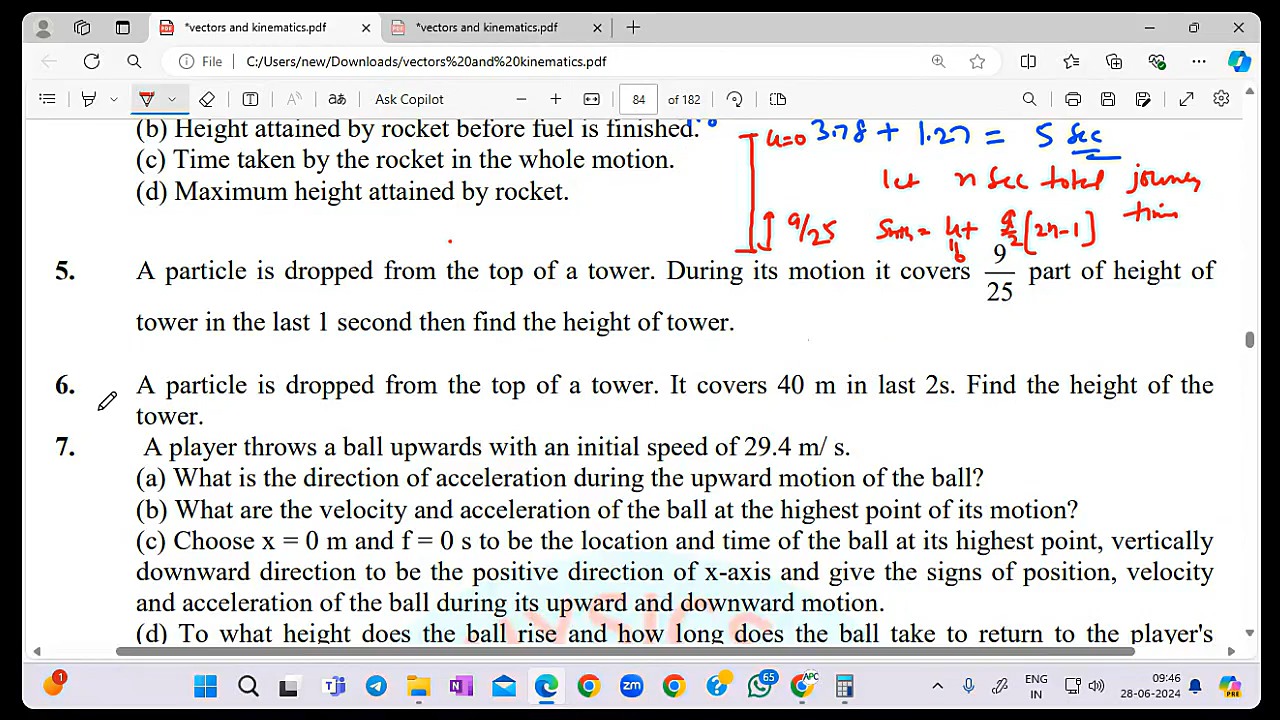 *vectors and kinematics.pdf
*vectors and kinematics.pdf
File C:/Users/new/Downloads/vectors%20and%20kinematics.pdf
aあ Ask Copilot 84 of 182
(b) Height attained by rocket before fuel is finished.
(c) Time taken by the rocket in the whole motion.
(d) Maximum height attained by rocket.
u=0 3.78 + 1.27 = 5 sec
let n sec total journey
time
9/25 Snth = u + a/2 [2n-1]
5. A particle is dropped from the top of a tower. During its motion it covers 9/25 part of height of
tower in the last 1 second then find the height of tower.
6. A particle is dropped from the top of a tower. It covers 40 m in last 2s. Find the height of the
tower.
7. A player throws a ball upwards with an initial speed of 29.4 m/ s.
(a) What is the direction of acceleration during the upward motion of the ball?
(b) What are the velocity and acceleration of the ball at the highest point of its motion?
(c) Choose x = 0 m and f = 0 s to be the location and time of the ball at its highest point, vertically
downward direction to be the positive direction of x-axis and give the signs of position, velocity
and acceleration of the ball during its upward and downward motion.
(d) To what height does the ball rise and how long does the ball take to return to the player's
1
65
ENG
IN
09:46
28-06-2024